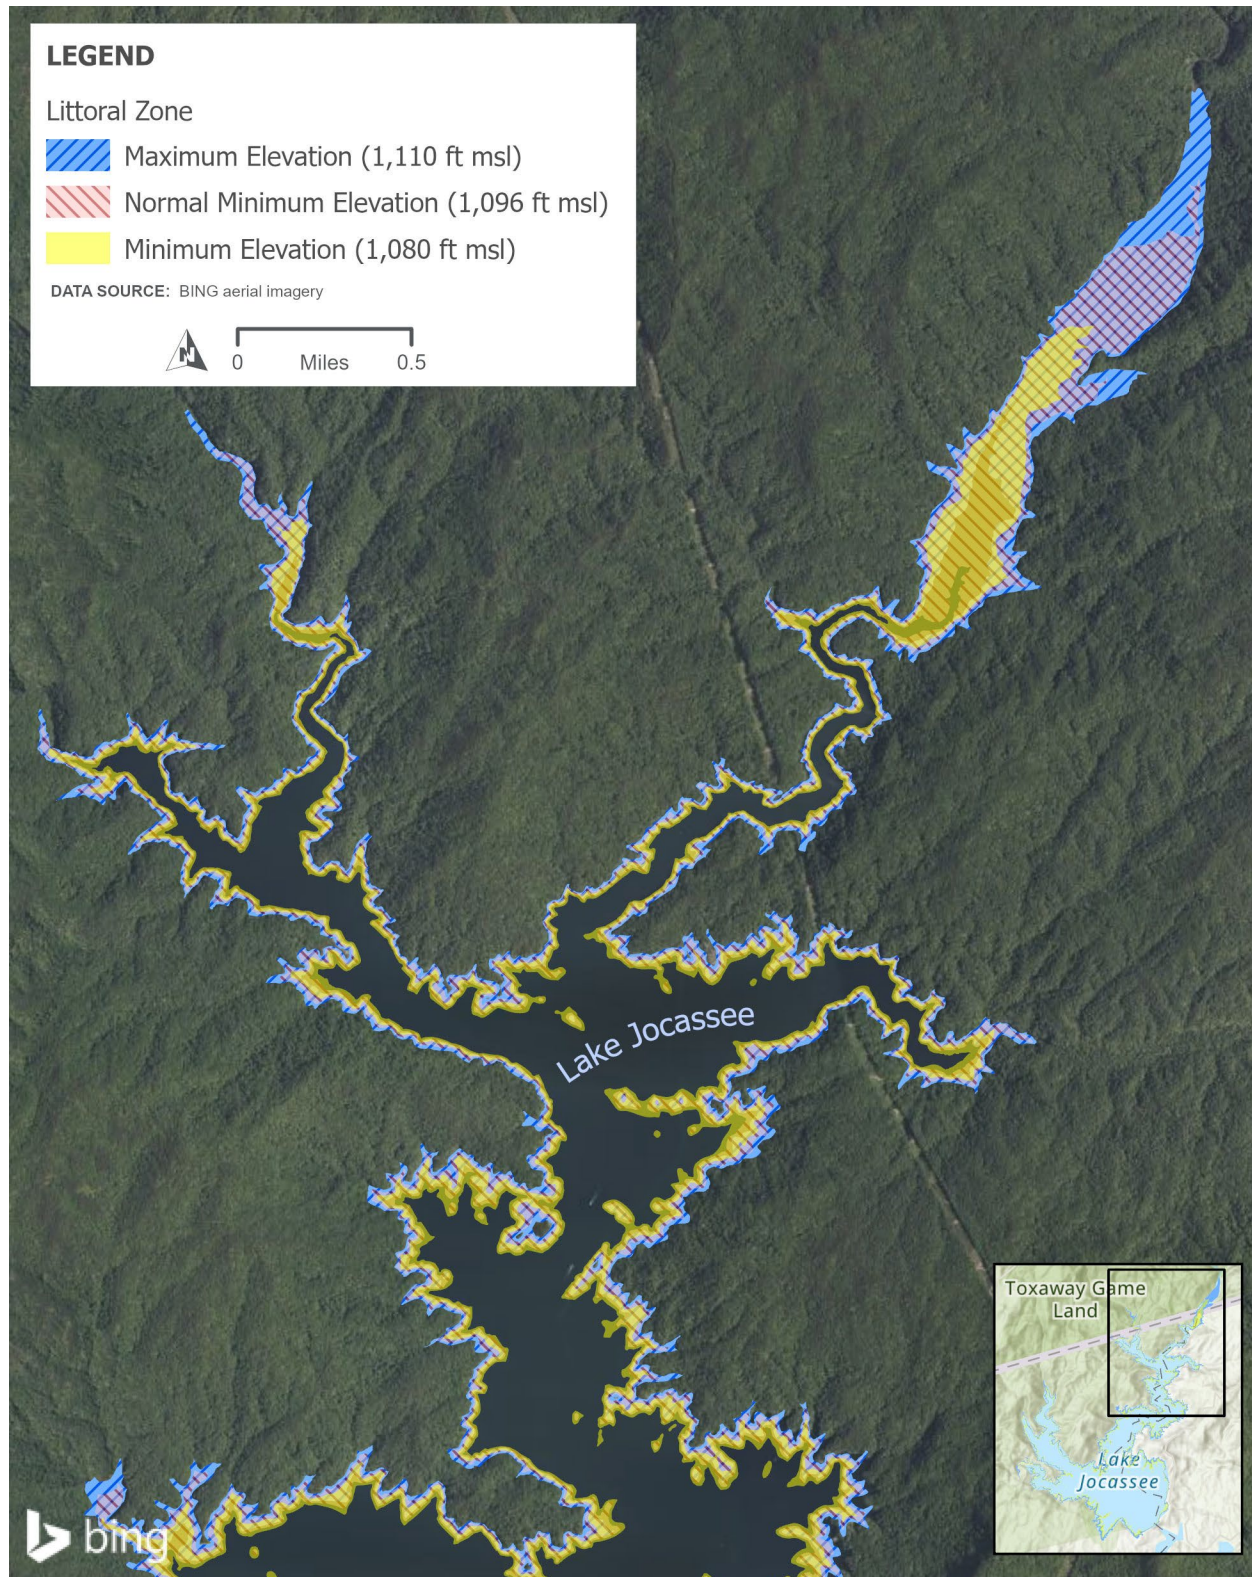 LEGEND
Littoral Zone
Maximum Elevation (1,110 ft msl)
Normal Minimum Elevation (1,096 ft msl)
Minimum Elevation (1,080 ft msl)
DATA SOURCE: BING aerial imagery
N
0 Miles 0.5
Lake Jocassee
Toxaway Game
Land
Lake
Jocassee
bing